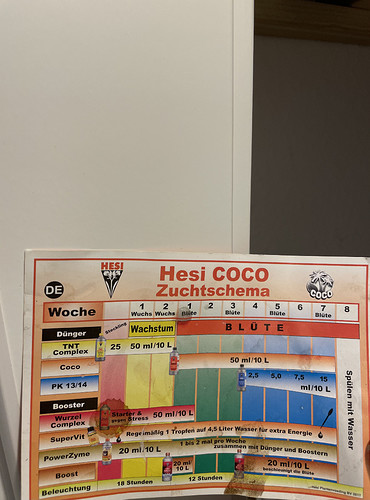 DE
HESI
Hesi COCO
Zuchtschema
COCO
Woche
1 Wuchs
2 Wuchs
1 Blüte
2
3 Blüte
4
5 Blüte
6
7 Blüte
8
Dünger
Steckling
Wachstum
BLÜTE
TNT Complex
25
50 ml/10 L
Coco
50 ml/10 L
PK 13/14
2,5
5,0
7,5
15
ml/10 L
Booster
Wurzel Complex
Starter & gegen Stress
50 ml/10 L
SuperVit
Regelmäßig 1 Tropfen auf 4,5 Liter Wasser für extra Energie
PowerZyme
20 ml/10 L
1 bis 2 mal pro Woche
zusammen mit Dünger und Boostern
Boost
20 ml / 10 L
20 ml/10 L
beschleunigt die Blüte
Beleuchtung
18 Stunden
12 Stunden
Spülen mit Wasser